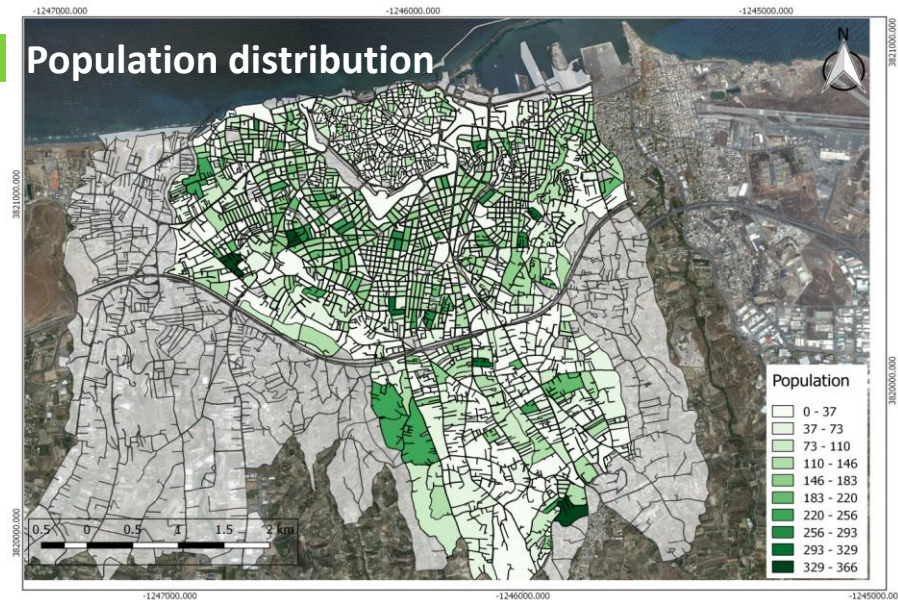 -1247000.000 -1246000.000 -1245000.000
Population distribution
N
3821000.000
3821000.000
3820000.000
3820000.000
Population
0 - 37
37 - 73
73 - 110
110 - 146
146 - 183
183 - 220
220 - 256
256 - 293
293 - 329
329 - 366
0.5 0 0.5 1 1.5 2 km
-1247000.000 -1246000.000 -1245000.000